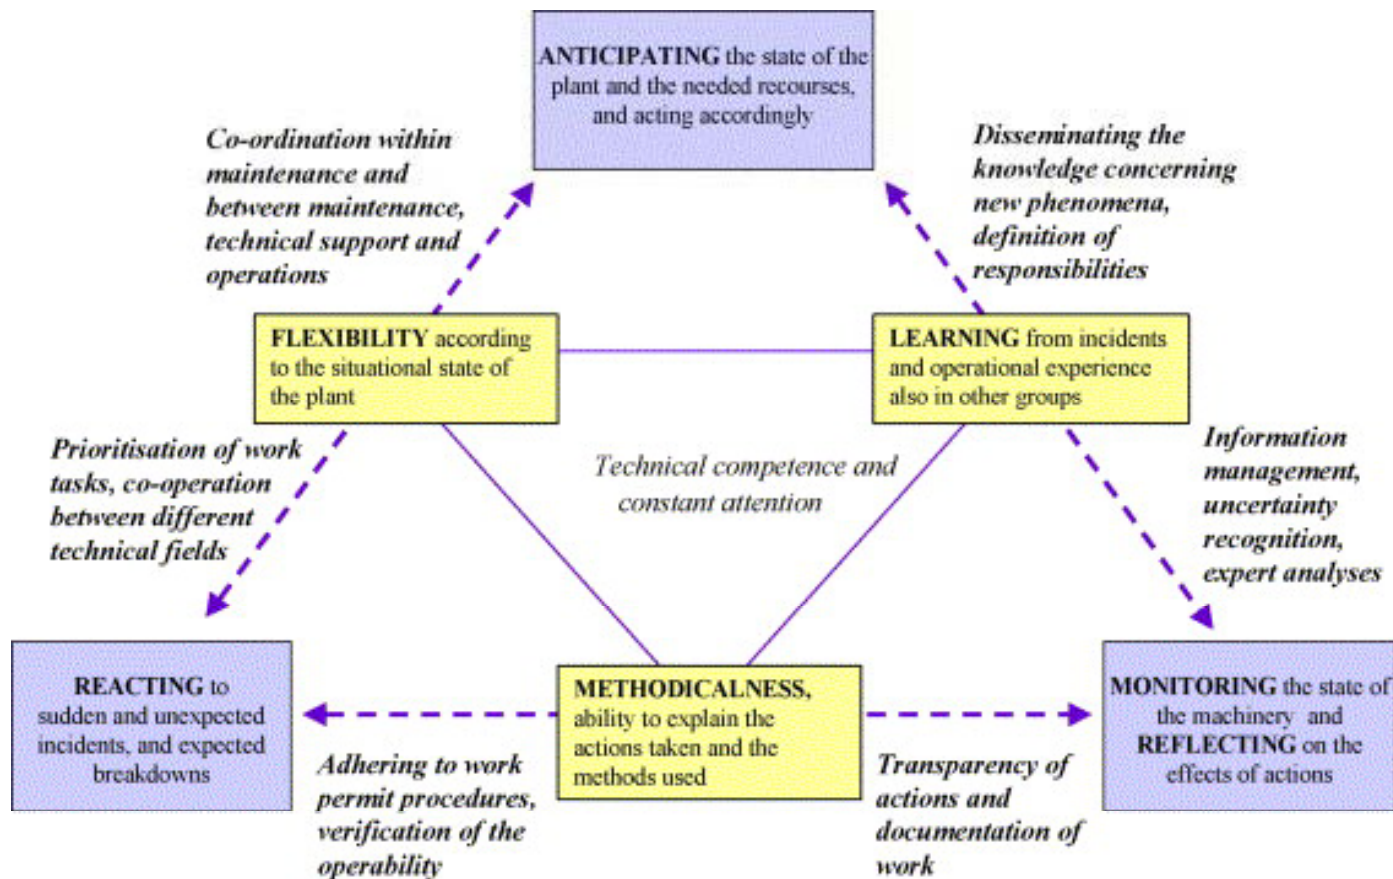 ANTICIPATING the state of the
plant and the needed recourses,
and acting accordingly
Co-ordination within
maintenance and
between maintenance,
technical support and
operations
Disseminating the
knowledge concerning
new phenomena,
definition of
responsibilities
FLEXIBILITY according
to the situational state of
the plant
LEARNING from incidents
and operational experience
also in other groups
Prioritisation of work
tasks, co-operation
between different
technical fields
Technical competence and
constant attention
Information
management,
uncertainty
recognition,
expert analyses
REACTING to
sudden and unexpected
incidents, and expected
breakdowns
METHODICALNESS,
ability to explain the
actions taken and the
methods used
MONITORING the state of
the machinery and
REFLECTING on the
effects of actions
Adhering to work
permit procedures,
verification of the
operability
Transparency of
actions and
documentation of
work